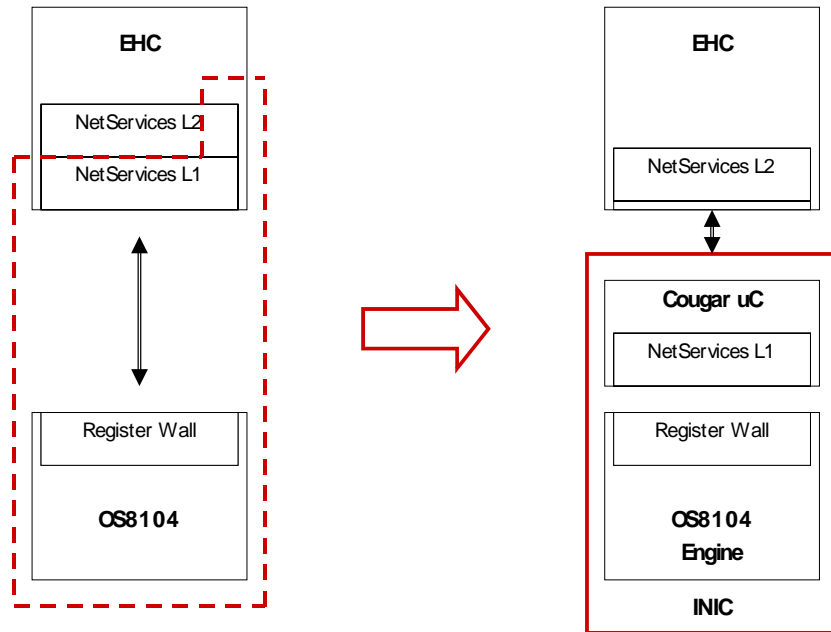 EHC
NetServices L2
NetServices L1
Register Wall
OS8104
EHC
NetServices L2
Cougar uC
NetServices L1
Register Wall
OS8104
Engine
INIC